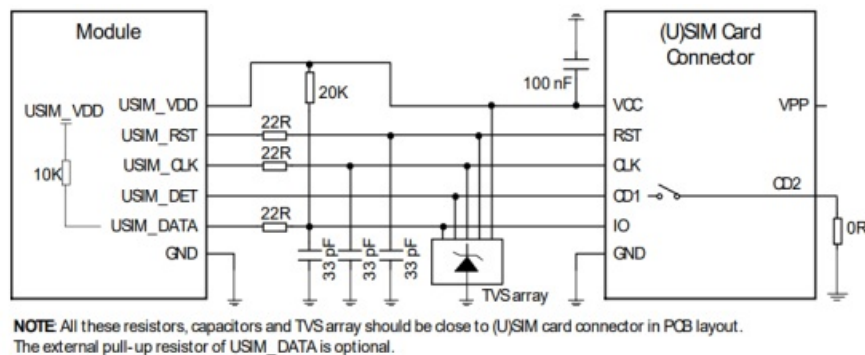 Module
(U)SIM Card
Connector
100 nF
20K
USIM_VDD
VCC
VPP
USIM_VDD
22R
USIM_RST
RST
22R
USIM_CLK
CLK
10K
USIM_DET
CD1
CD2
22R
USIM_DATA
IO
0R
GND
33 pF
33 pF
33 pF
GND
TVS array
NOTE: All these resistors, capacitors and TVS array should be close to (U)SIM card connector in PCB layout.
The external pull-up resistor of USIM_DATA is optional.